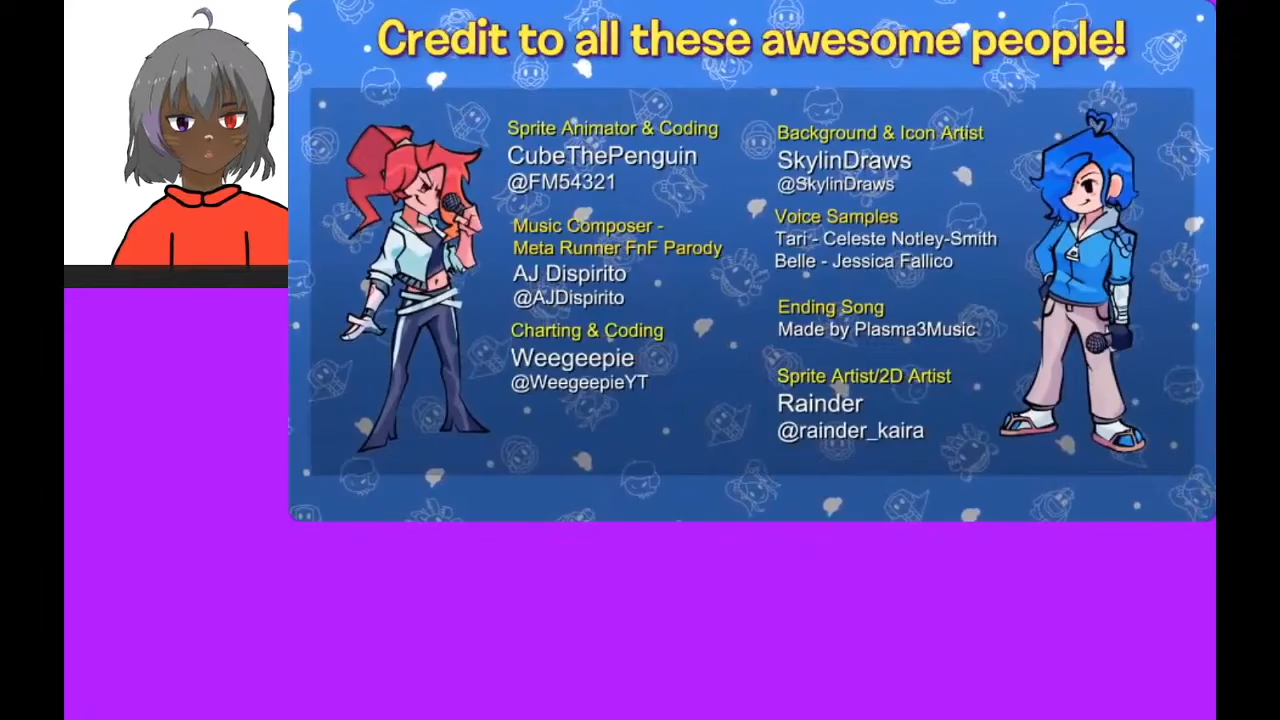 Credit to all these awesome people!
Sprite Animator & Coding
CubeThePenguin
@FM54321
Music Composer -
Meta Runner FnF Parody
AJ Dispirito
@AJDispirito
Charting & Coding
Weegeepie
@WeegeepieYT
Background & Icon Artist
SkylinDraws
@SkylinDraws
Voice Samples
Tari - Celeste Notley-Smith
Belle - Jessica Fallico
Ending Song
Made by Plasma3Music
Sprite Artist/2D Artist
Rainder
@rainder_kaira